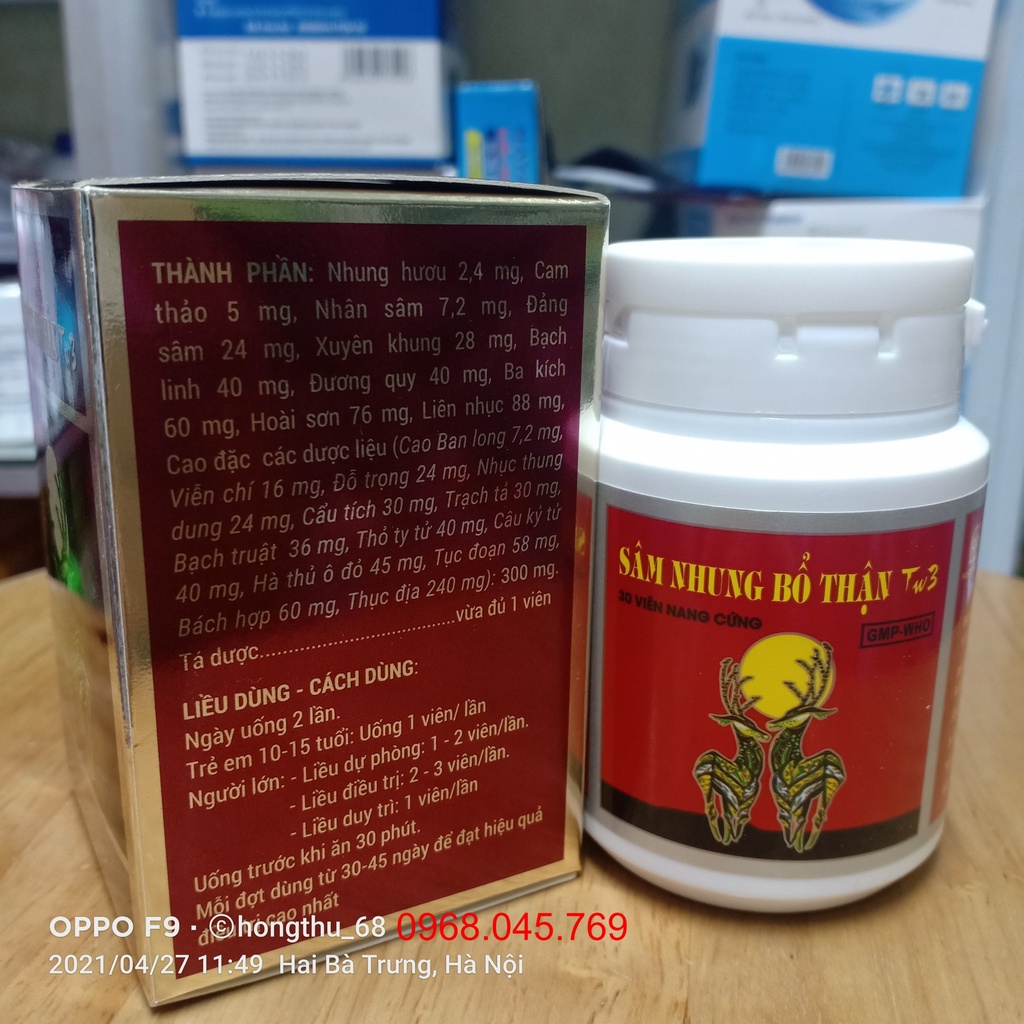 THÀNH PHẦN: Nhung hươu 2,4 mg, Cam
thảo 5 mg, Nhân sâm 7,2 mg, Đảng
sâm 24 mg, Xuyên khung 28 mg, Bạch
linh 40 mg, Đương quy 40 mg, Ba kích
60 mg, Hoài sơn 76 mg, Liên nhục 88 mg,
Cao đặc các dược liệu (Cao Ban long 7,2 mg,
Viễn chí 16 mg, Đỗ trọng 24 mg, Nhục thung
dung 24 mg, Cẩu tích 30 mg, Trạch tả 30 mg,
Bạch truật 36 mg, Thỏ ty tử 40 mg, Câu kỷ tử
40 mg, Hà thủ ô đỏ 45 mg, Tục đoạn 58 mg,
Bách hợp 60 mg, Thục địa 240 mg): 300 mg.
Tá dược..........................................vừa đủ 1 viên
LIỀU DÙNG - CÁCH DÙNG:
Ngày uống 2 lần.
Trẻ em 10-15 tuổi: Uống 1 viên/ lần
Người lớn: - Liều dự phòng: 1 - 2 viên/lần.
- Liều điều trị: 2 - 3 viên/lần.
- Liều duy trì: 1 viên/lần
Uống trước khi ăn 30 phút.
Mỗi đợt dùng từ 30-45 ngày để đạt hiệu quả
điều trị cao nhất
SÂM NHUNG BỔ THẬN Tw3
30 VIÊN NANG CỨNG
GMP-WHO
OPPO F9 · ©hongthu_68 0968.045.769
2021/04/27 11:49 Hai Bà Trưng, Hà Nội